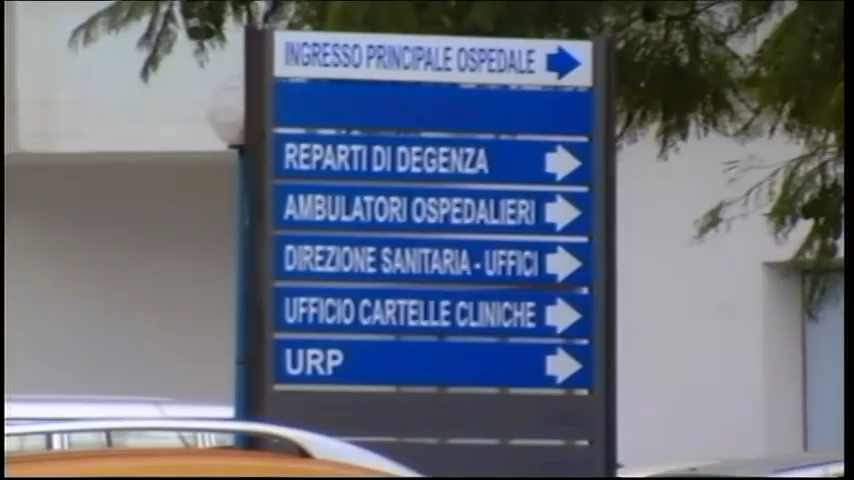 INGRESSO PRINCIPALE OSPEDALE
REPARTI DI DEGENZA
AMBULATORI OSPEDALIERI
DIREZIONE SANITARIA - UFFICI
UFFICIO CARTELLE CLINICHE
URP